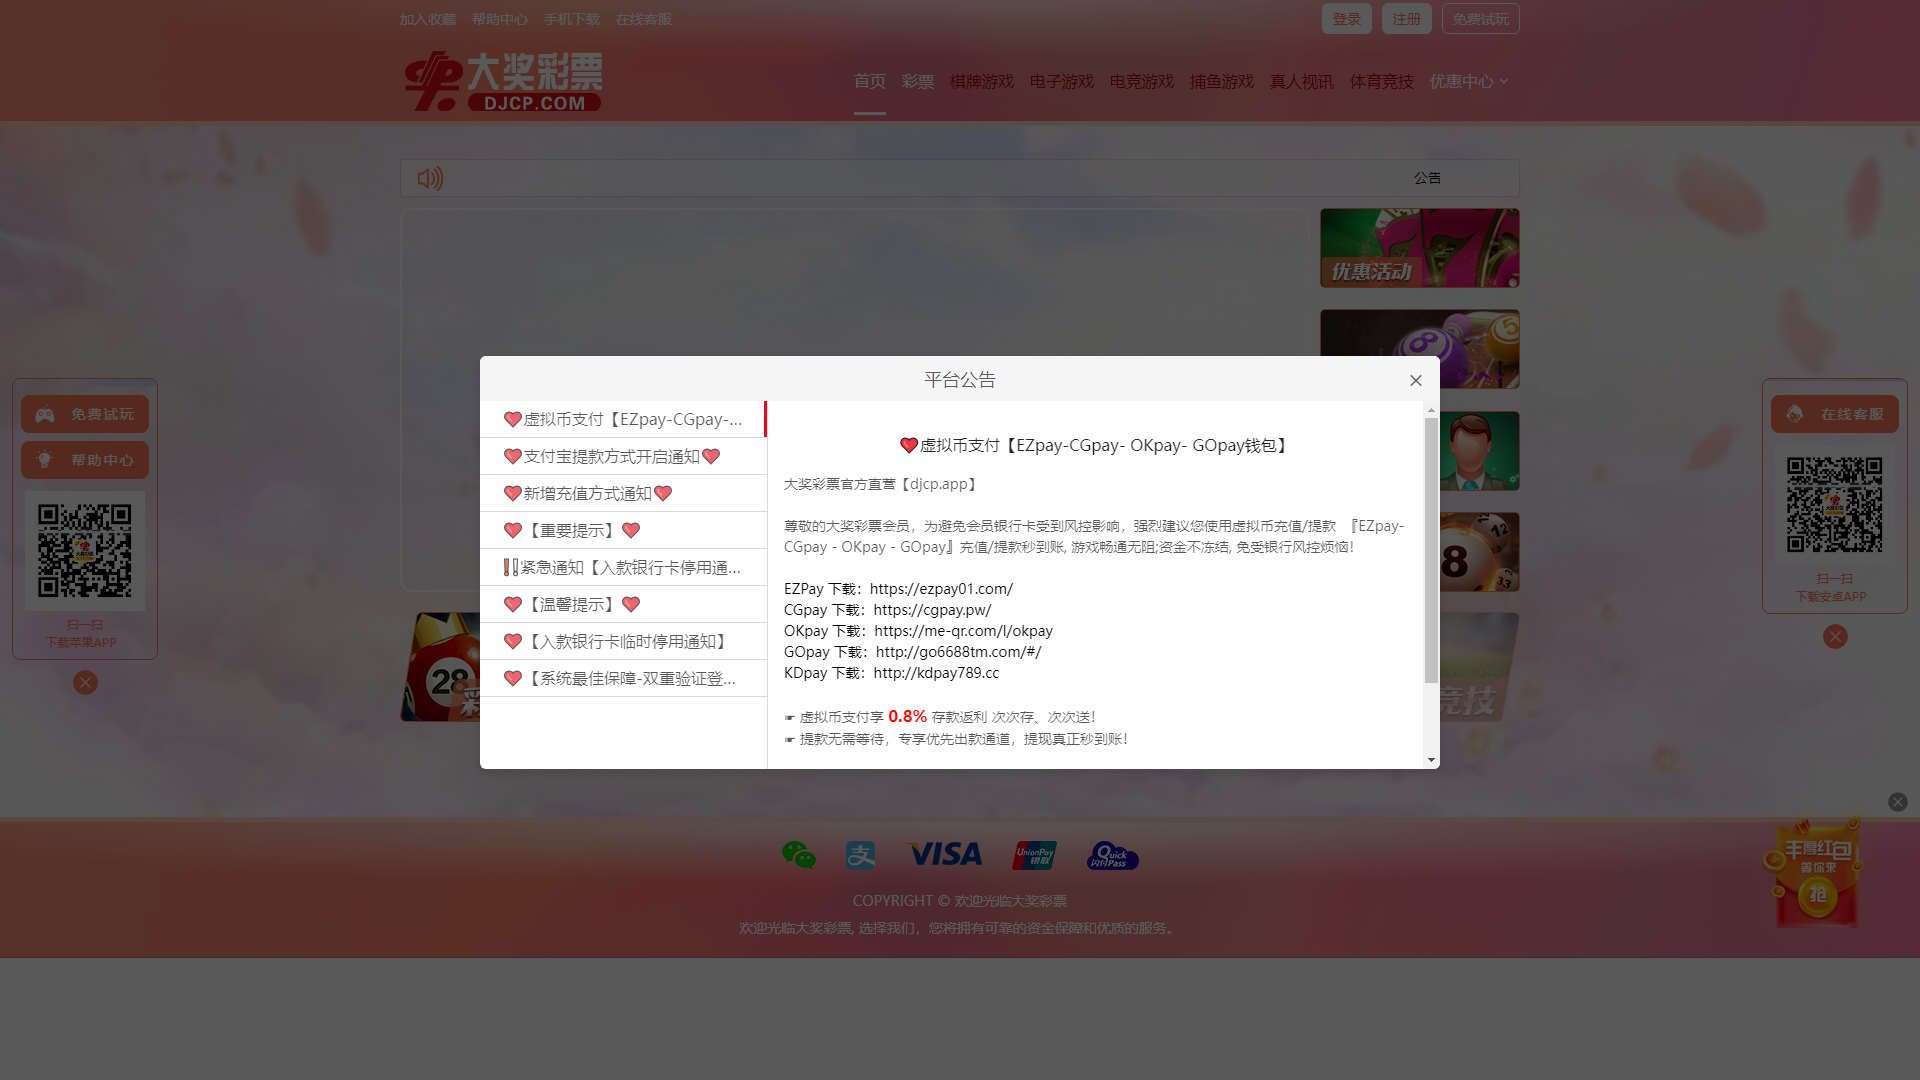 加入收藏 帮助中心 手机下载 在线客服
登录 注册 免费试玩
大奖彩票
DJCP.COM
首页 彩票 棋牌游戏 电子游戏 电竞游戏 捕鱼游戏 真人视讯 体育竞技 优惠中心
公告
优惠活动
8
5
免费试玩
帮助中心
扫一扫
下载苹果APP
在线客服
扫一扫
下载安卓APP
平台公告
❤️虚拟币支付【EZpay-CGpay-...
❤️支付宝提款方式开启通知❤️
❤️新增充值方式通知❤️
❤️【重要提示】❤️
‼️紧急通知【入款银行卡停用通...
❤️【温馨提示】❤️
❤️【入款银行卡临时停用通知】
❤️【系统最佳保障-双重验证登...
❤️虚拟币支付【EZpay-CGpay- OKpay- GOpay钱包】
大奖彩票官方直营【djcp.app】
尊敬的大奖彩票会员，为避免会员银行卡受到风控影响，强烈建议您使用虚拟币充值/提款 『EZpay-
CGpay - OKpay - GOpay』充值/提款秒到账, 游戏畅通无阻;资金不冻结, 免受银行风控烦恼！
EZPay 下载：https://ezpay01.com/
CGpay 下载：https://cgpay.pw/
OKpay 下载：https://me-qr.com/l/okpay
GOpay 下载：http://go6688tm.com/#/
KDpay 下载：http://kdpay789.cc
☛ 虚拟币支付享 0.8% 存款返利 次次存、次次送！
☛ 提款无需等待，专享优先出款通道，提现真正秒到账！
8
33
28
彩
竞技
支 VISA UnionPay 银联 Quick Pass 闪付
COPYRIGHT © 欢迎光临大奖彩票
欢迎光临大奖彩票, 选择我们，您将拥有可靠的资金保障和优质的服务。
丰厚红包
等你来
抢